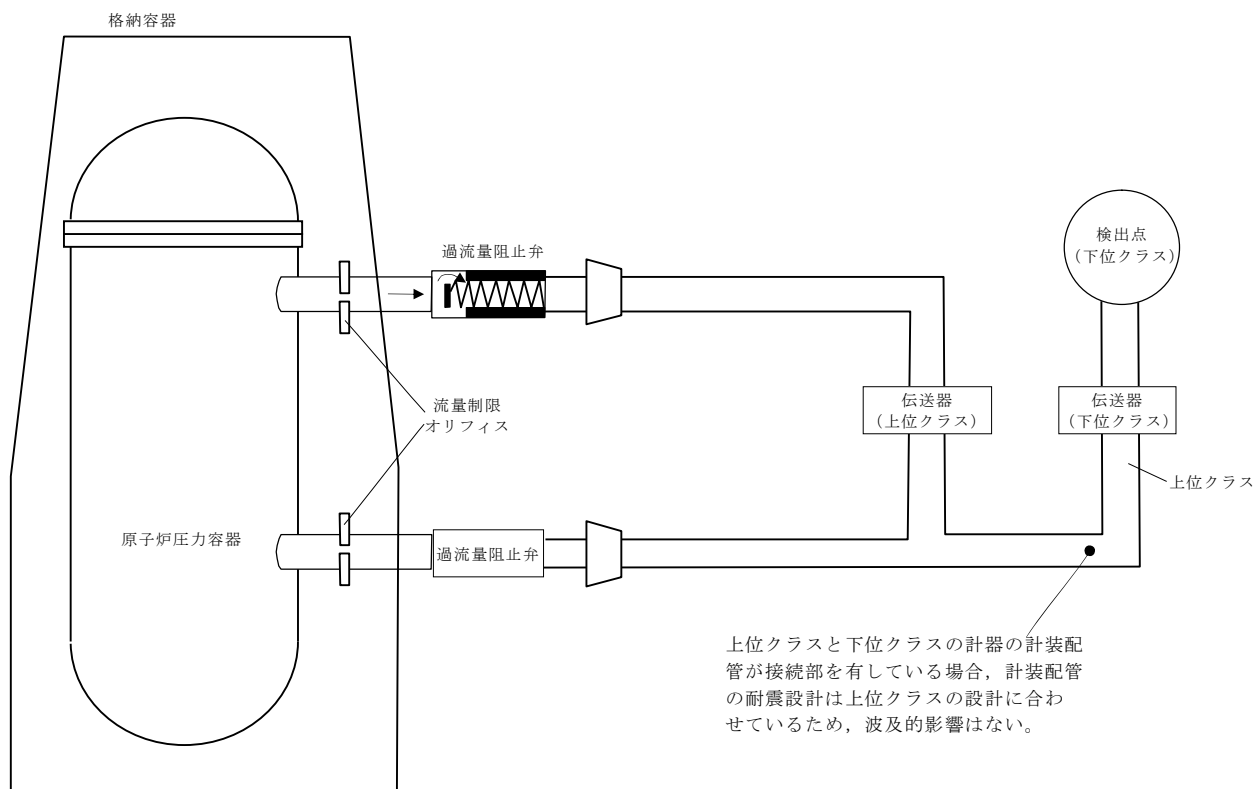 格納容器
過流量阻止弁
検出点
(下位クラス)
流量制限
オリフィス
伝送器
(上位クラス)
伝送器
(下位クラス)
上位クラス
原子炉圧力容器
過流量阻止弁
上位クラスと下位クラスの計器の計装配
管が接続部を有している場合，計装配管
の耐震設計は上位クラスの設計に合わ
せているため，波及的影響はない。